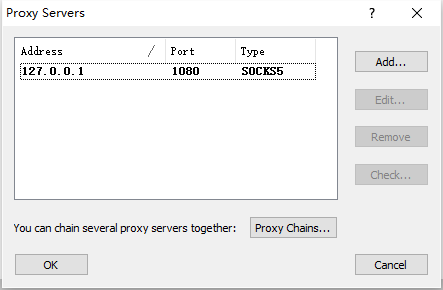 Proxy Servers
Address / Port Type
127.0.0.1 1080 SOCKS5
Add...
Edit...
Remove
Check...
You can chain several proxy servers together: Proxy Chains...
OK Cancel